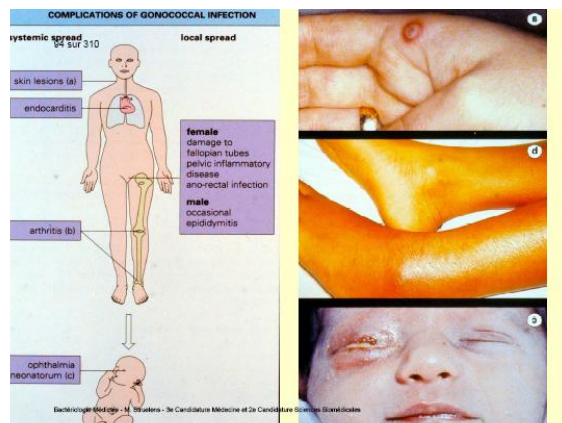 COMPLICATIONS OF GONOCOCCAL INFECTION
systemic spread
local spread
94 sur 310
skin lesions (a)
endocarditis
female
damage to
fallopian tubes
pelvic inflammatory
disease
ano-rectal infection
male
occasional
epididymitis
arthritis (b)
ophthalmia
neonatorum (c)
a
b
c
Bactériologie Médicale - M. Struelens - 3e Candidature Médecine et 2e Candidature Sciences Biomédicales